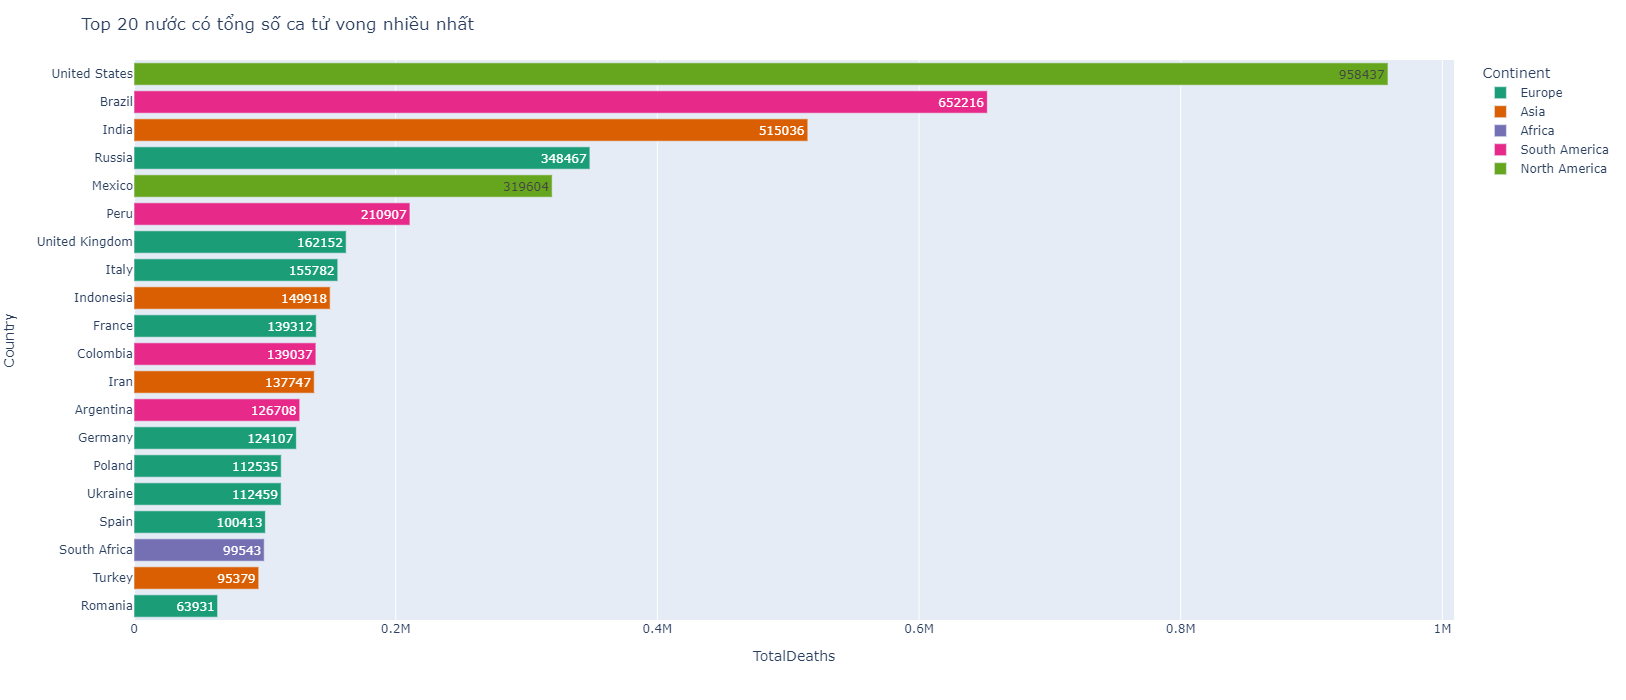 Top 20 nước có tổng số ca tử vong nhiều nhất
United States 958437
Brazil 652216
India 515036
Russia 348467
Mexico 319604
Peru 210907
United Kingdom 162152
Italy 155782
Indonesia 149918
France 139312
Colombia 139037
Iran 137747
Argentina 126708
Germany 124107
Poland 112535
Ukraine 112459
Spain 100413
South Africa 99543
Turkey 95379
Romania 63931
0 0.2M 0.4M 0.6M 0.8M 1M
TotalDeaths
Country
Continent
Europe
Asia
Africa
South America
North America